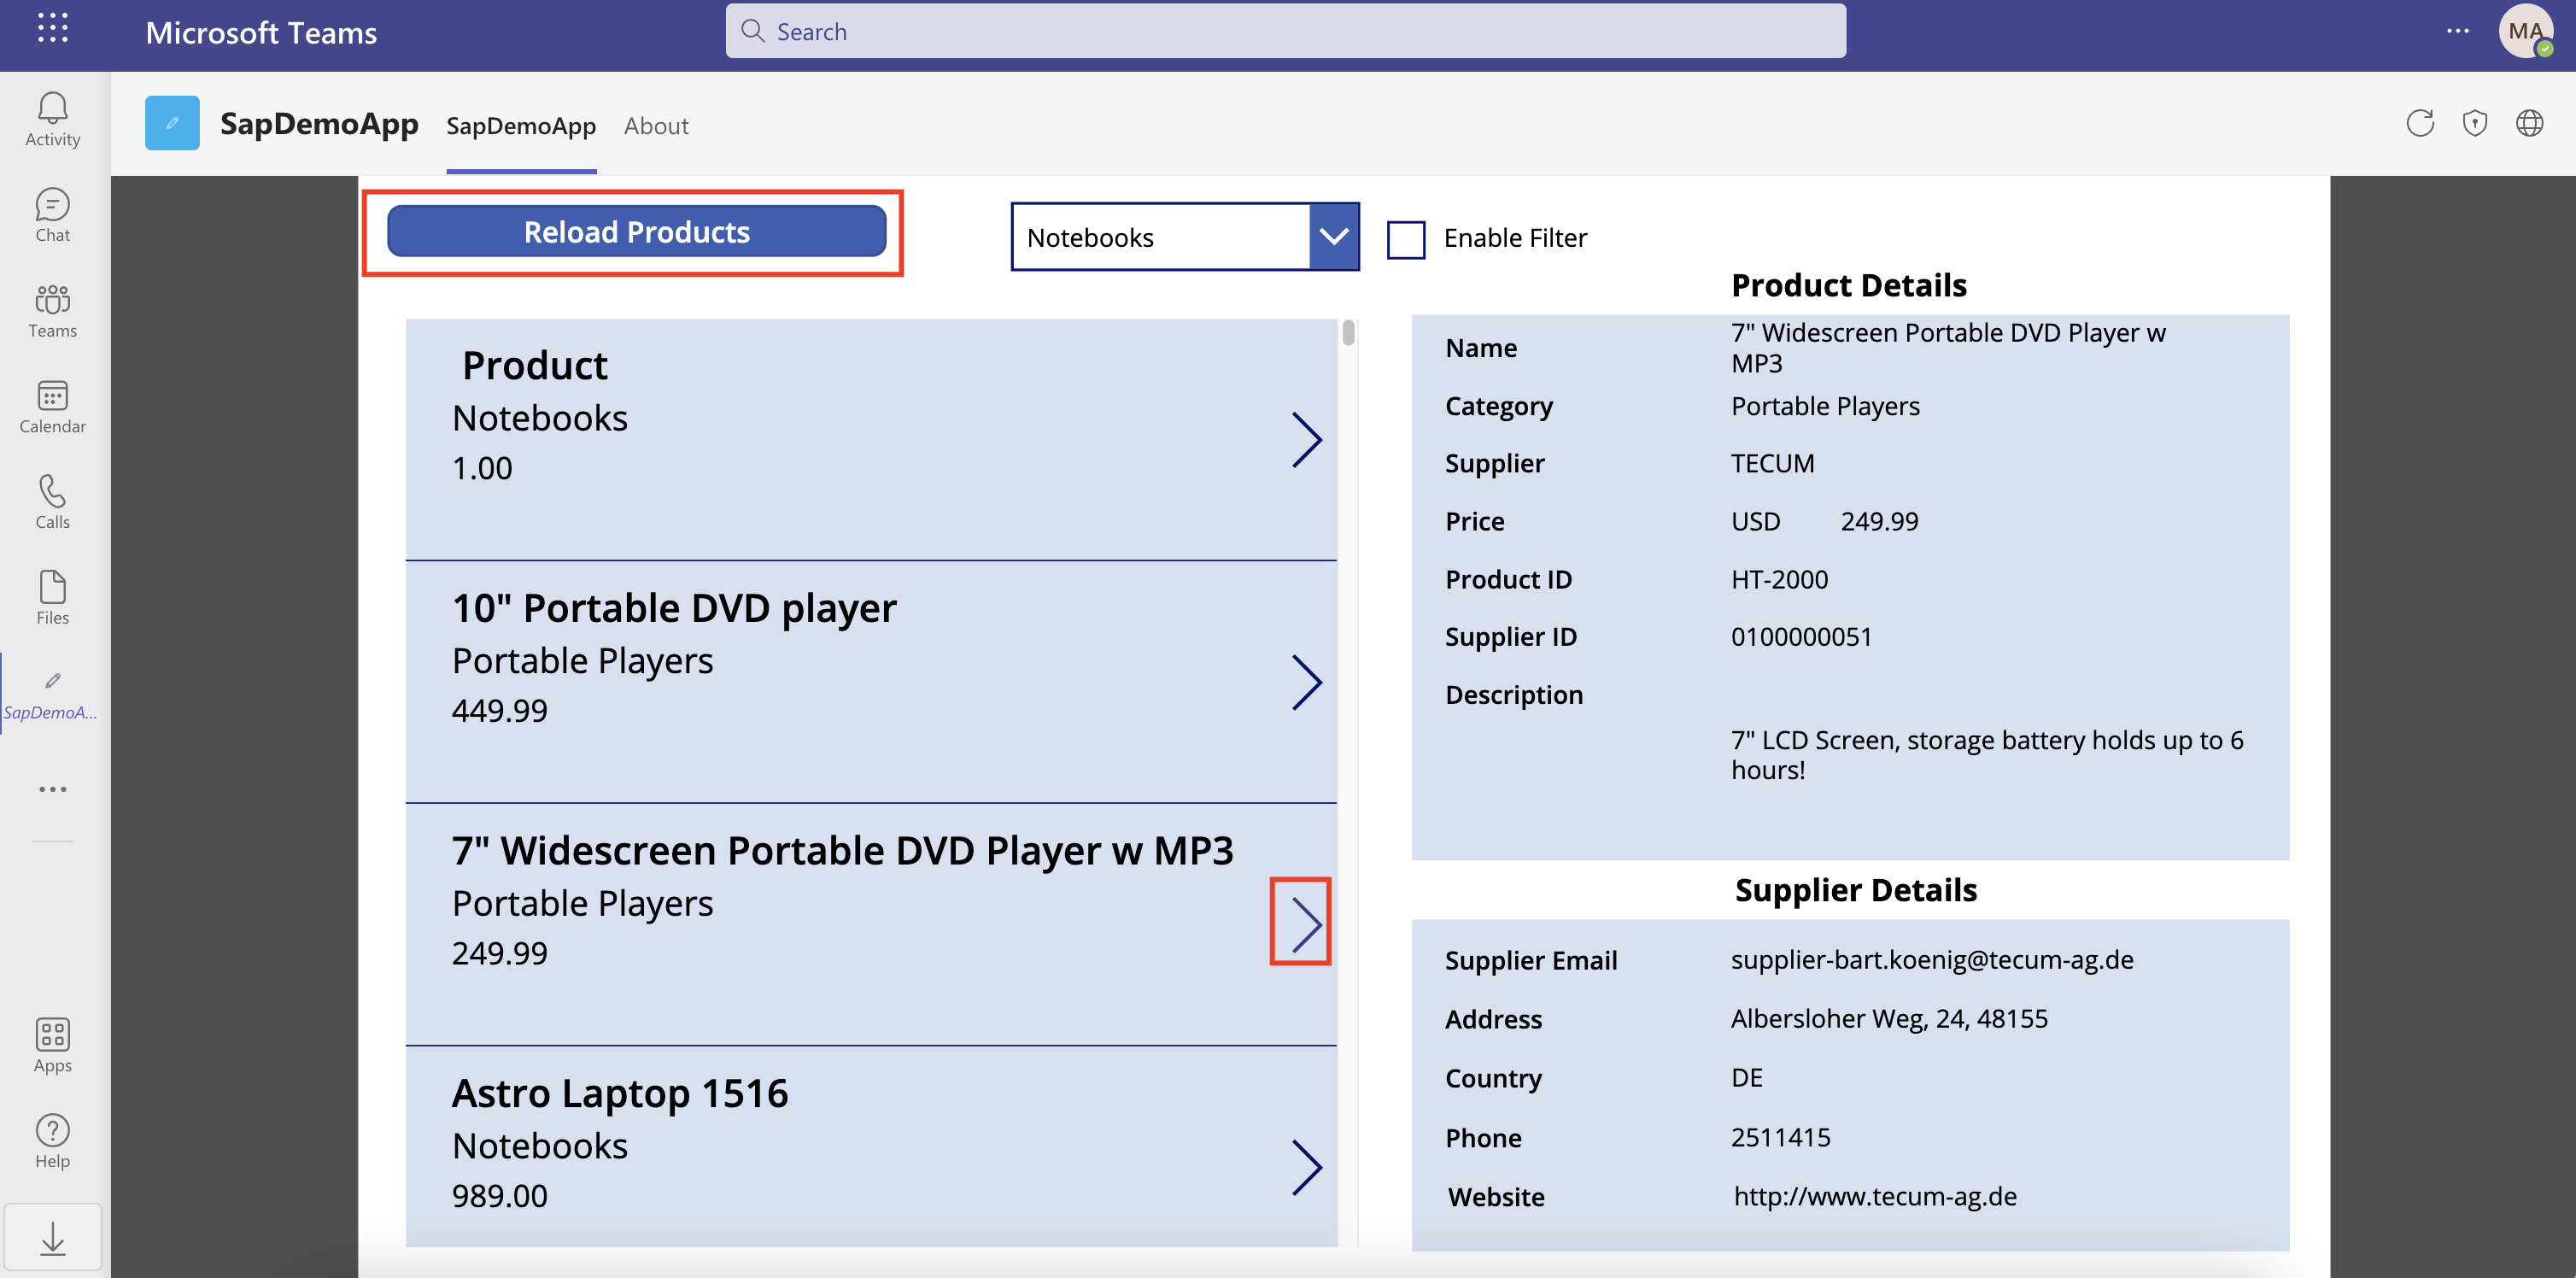 Microsoft Teams
Search
MA
SapDemoApp
SapDemoApp
About
Activity
Chat
Teams
Calendar
Calls
Files
SapDemoA...
Apps
Help
Reload Products
Notebooks
Enable Filter
Product
Notebooks
1.00
10" Portable DVD player
Portable Players
449.99
7" Widescreen Portable DVD Player w MP3
Portable Players
249.99
Astro Laptop 1516
Notebooks
989.00
Product Details
Name 7" Widescreen Portable DVD Player w
MP3
Category Portable Players
Supplier TECUM
Price USD 249.99
Product ID HT-2000
Supplier ID 0100000051
Description
7" LCD Screen, storage battery holds up to 6
hours!
Supplier Details
Supplier Email supplier-bart.koenig@tecum-ag.de
Address Albersloher Weg, 24, 48155
Country DE
Phone 2511415
Website http://www.tecum-ag.de